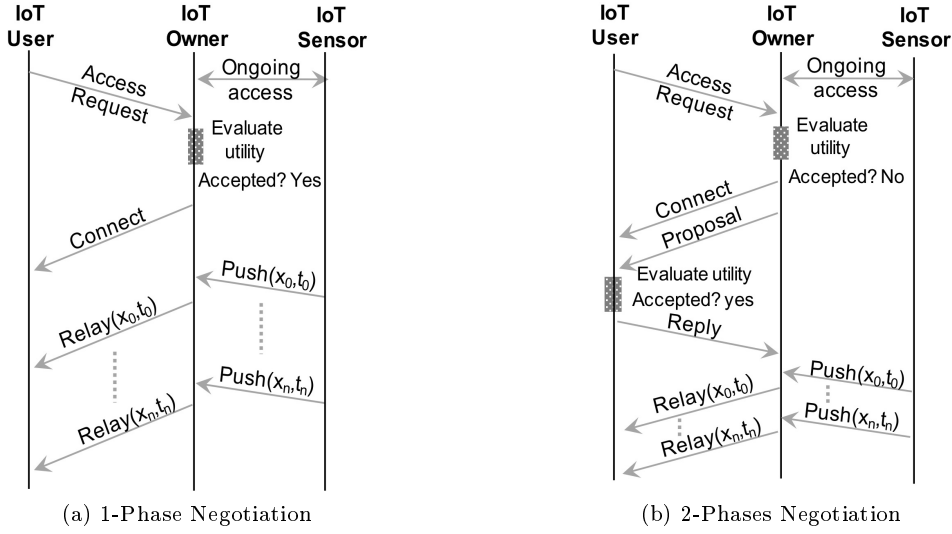 IoT User
IoT Owner
IoT Sensor
Access Request
Ongoing access
Evaluate utility
Accepted? Yes
Connect
Push(x0,t0)
Relay(x0,t0)
Push(xn,tn)
Relay(xn,tn)
(a) 1-Phase Negotiation
IoT User
IoT Owner
IoT Sensor
Access Request
Ongoing access
Evaluate utility
Accepted? No
Connect
Proposal
Evaluate utility
Accepted? yes
Reply
Push(x0,t0)
Relay(x0,t0)
Push(xn,tn)
Relay(xn,tn)
(b) 2-Phases Negotiation